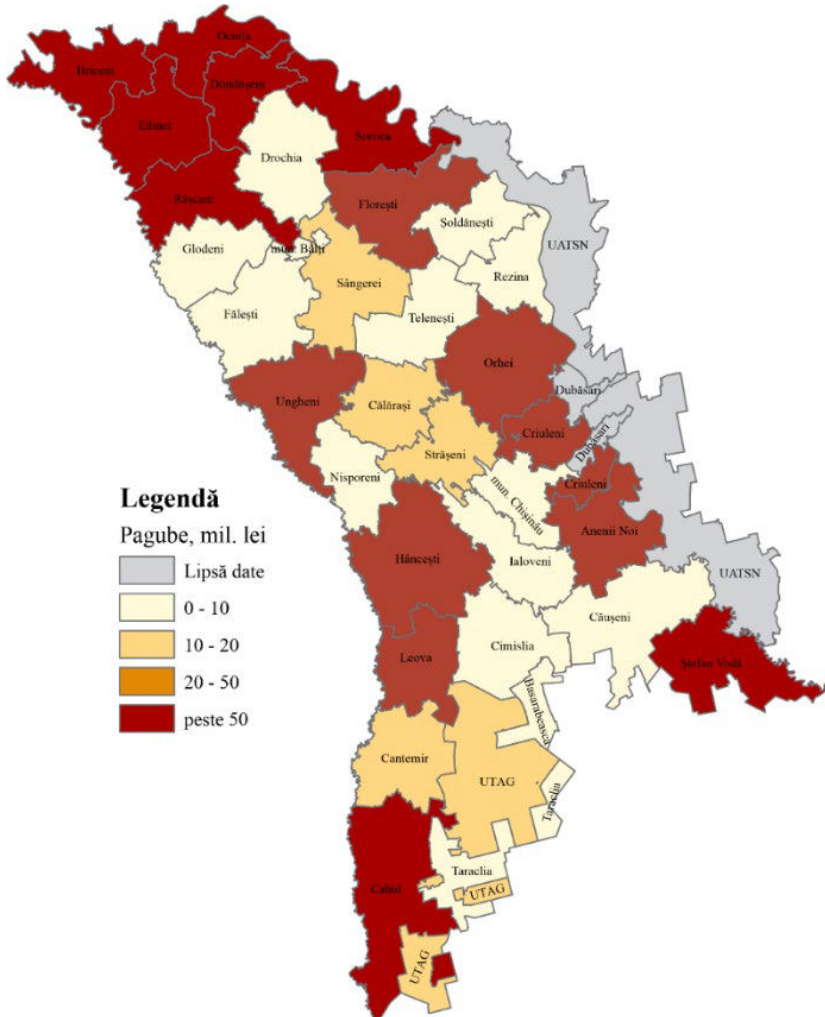 Ocnița
Briceni
Dondușeni
Edineț
Soroca
Drochia
Râșcani
Florești
Șoldănești
Glodeni
mun. Bălți
UATSN
Rezina
Sângerei
Fălești
Telenești
Orhei
Dubăsari
Ungheni
Călărași
Criuleni
Dubăsari
Strășeni
Nisporeni
mun. Chișinău
Criuleni
Legendă
Pagube, mil. lei
Lipsă date
0 - 10
10 - 20
20 - 50
peste 50
Anenii Noi
Hâncești
Ialoveni
UATSN
Căușeni
Leova
Cimișlia
Ștefan Vodă
Basarabeasca
Cantemir
UTAG
Taraclia
Cahul
Taraclia
UTAG
UTAG